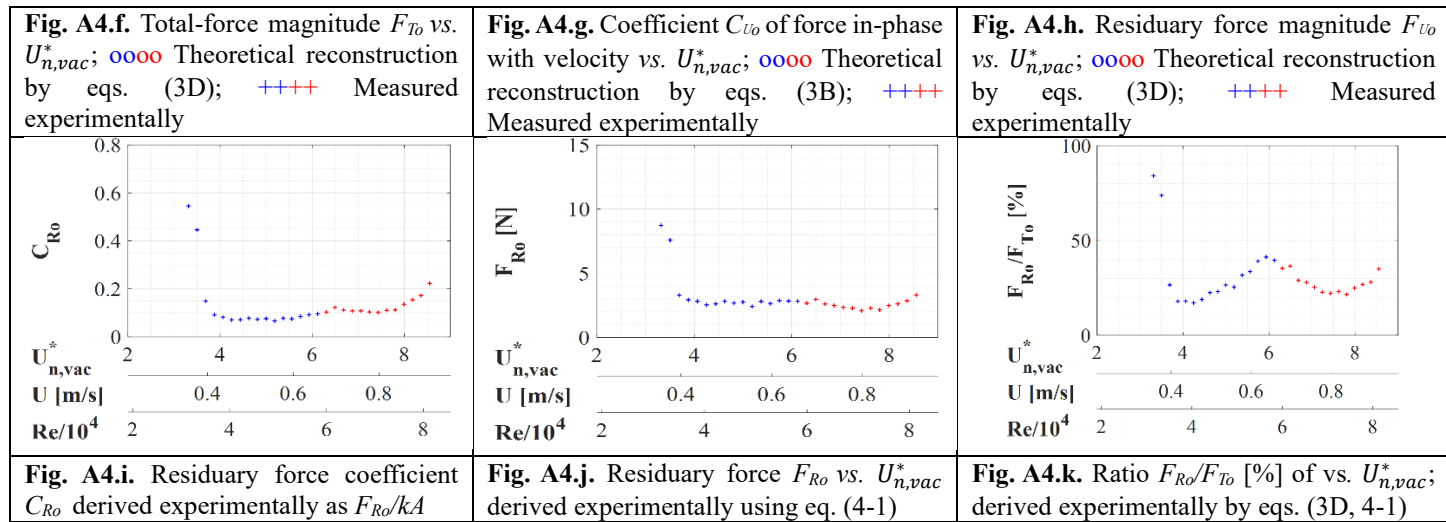 Fig. A4.f. Total-force magnitude F_To vs.
U*_n,vac; oooo Theoretical reconstruction
by eqs. (3D); ++++ Measured
experimentally
Fig. A4.g. Coefficient C_Uo of force in-phase
with velocity vs. U*_n,vac; oooo Theoretical
reconstruction by eqs. (3B); ++++
Measured experimentally
Fig. A4.h. Residuary force magnitude F_Uo
vs. U*_n,vac; oooo Theoretical reconstruction
by eqs. (3D); ++++ Measured
experimentally
C_Ro
0.8
0.6
0.4
0.2
0
2 4 6 8
U*_n,vac
0.4 0.6 0.8
U [m/s]
2 4 6 8
Re/10^4
F_Ro [N]
15
10
5
0
2 4 6 8
U*_n,vac
0.4 0.6 0.8
U [m/s]
2 4 6 8
Re/10^4
F_Ro/F_To [%]
100
50
0
2 4 6 8
U*_n,vac
0.4 0.6 0.8
U [m/s]
2 4 6 8
Re/10^4
Fig. A4.i. Residuary force coefficient
C_Ro derived experimentally as F_Ro/kA
Fig. A4.j. Residuary force F_Ro vs. U*_n,vac
derived experimentally using eq. (4-1)
Fig. A4.k. Ratio F_Ro/F_To [%] of vs. U*_n,vac;
derived experimentally by eqs. (3D, 4-1)